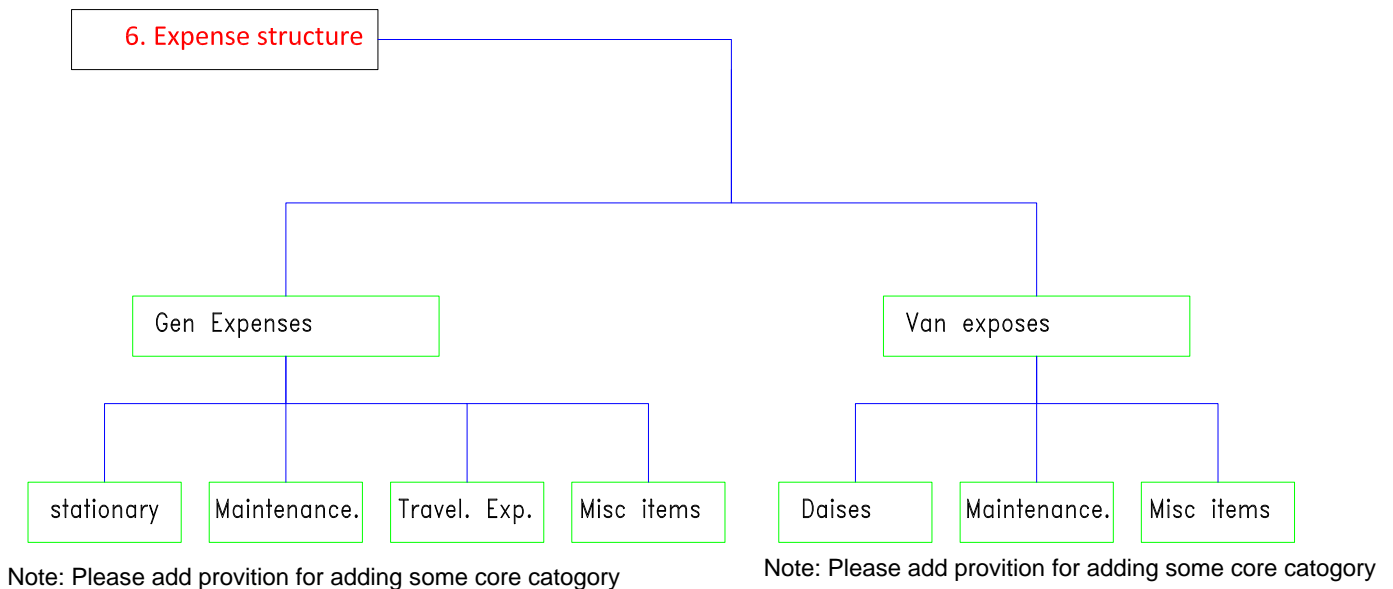 6. Expense structure
Gen Expenses
Van exposes
stationary
Maintenance.
Travel. Exp.
Misc items
Daises
Maintenance.
Misc items
Note: Please add provition for adding some core catogory
Note: Please add provition for adding some core catogory